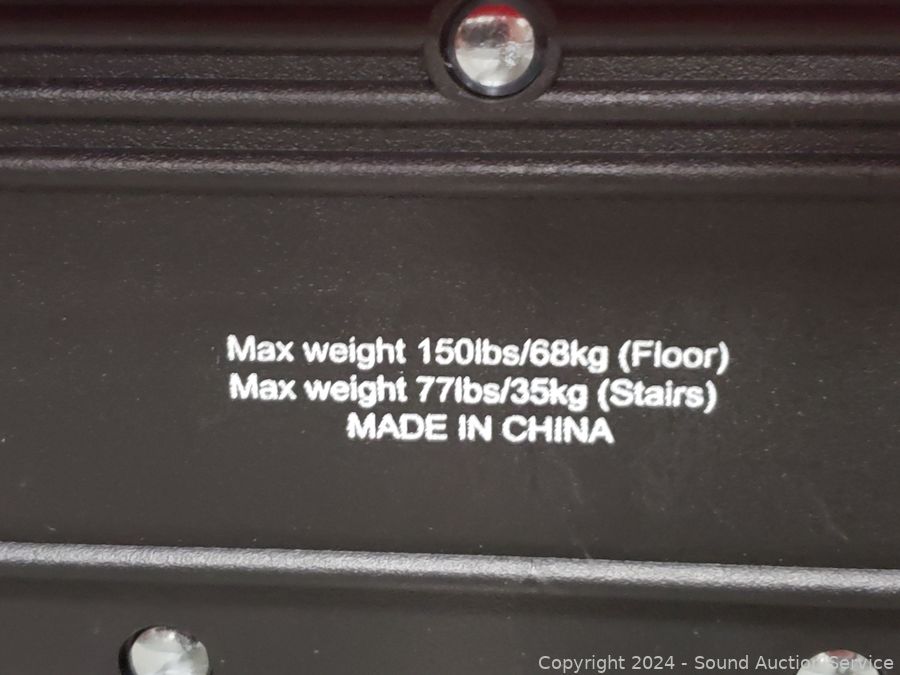 Max weight 150lbs/68kg (Floor)
Max weight 77lbs/35kg (Stairs)
MADE IN CHINA
Copyright 2024 - Sound Auction Service